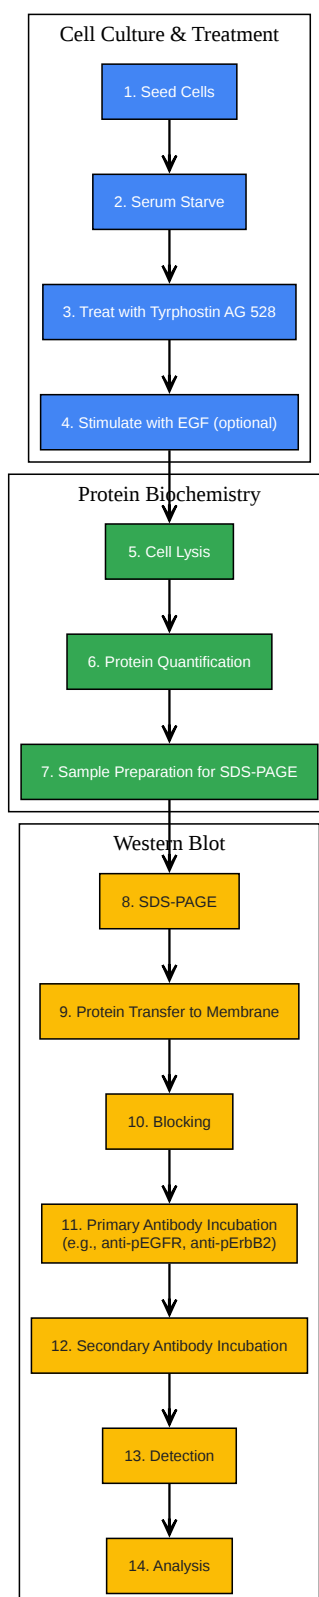 Cell Culture & Treatment
1. Seed Cells
2. Serum Starve
3. Treat with Tyrphostin AG 528
4. Stimulate with EGF (optional)
Protein Biochemistry
5. Cell Lysis
6. Protein Quantification
7. Sample Preparation for SDS-PAGE
Western Blot
8. SDS-PAGE
9. Protein Transfer to Membrane
10. Blocking
11. Primary Antibody Incubation
(e.g., anti-pEGFR, anti-pErbB2)
12. Secondary Antibody Incubation
13. Detection
14. Analysis